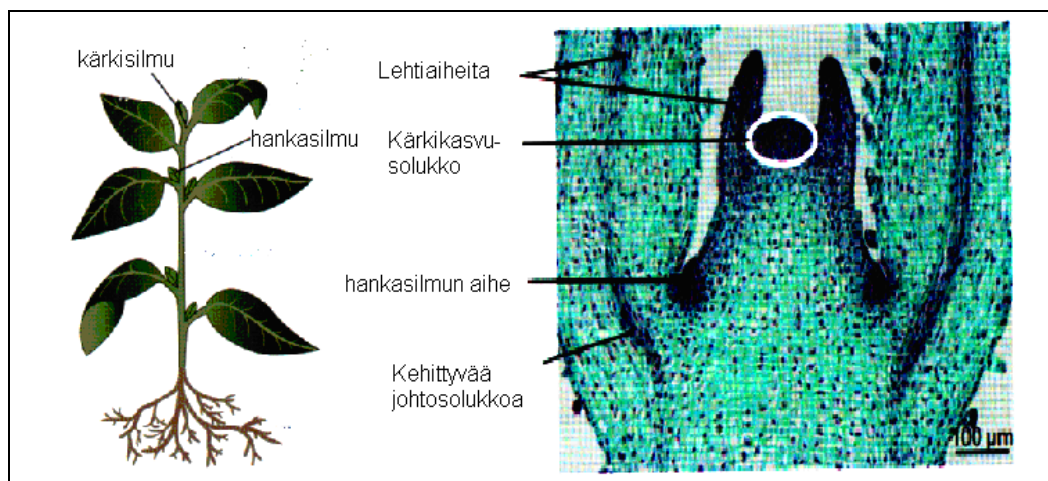 kärkisilmu
hankasilmu
Lehtiaiheita
Kärkikasvu-
solukko
hankasilmun aihe
Kehittyvää
johtosolukkoa
100 µm